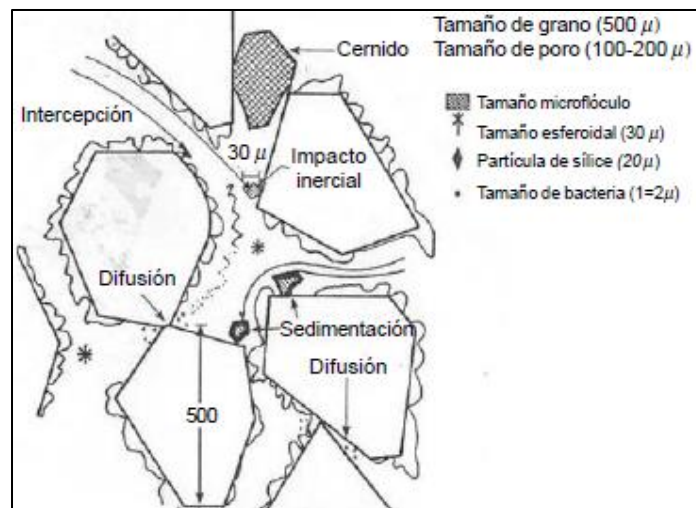 Tamaño de grano (500 μ)
Cernido
Tamaño de poro (100-200 μ)
Tamaño microflóculo
Intercepción
Tamaño esferoidal (30 μ)
30 μ
Impacto
inercial
Partícula de sílice (20μ)
Tamaño de bacteria (1=2μ)
Difusión
Sedimentación
Difusión
500